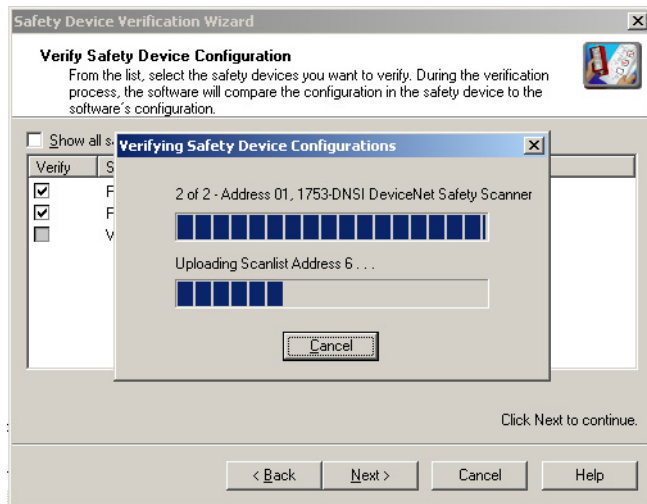 Safety Device Verification Wizard
Verify Safety Device Configuration
From the list, select the safety devices you want to verify. During the verification
process, the software will compare the configuration in the safety device to the
software's configuration.
Show all s
Verifying Safety Device Configurations
Verify S
F
F
V
2 of 2 - Address 01, 1753-DNSI DeviceNet Safety Scanner
Uploading Scanlist Address 6 . . .
Cancel
Click Next to continue.
< Back Next > Cancel Help